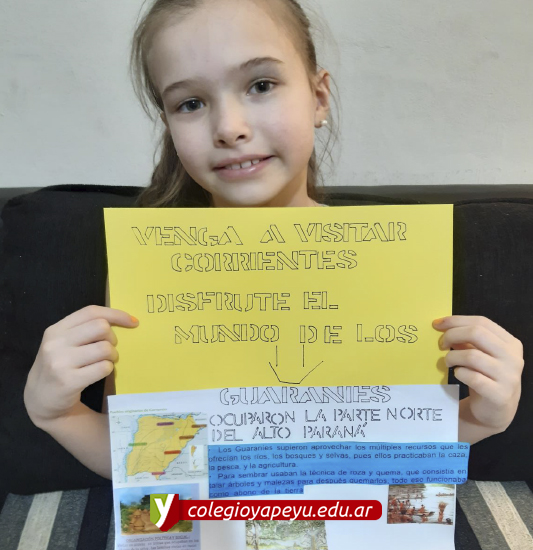 VENGA A VISITAR
CORRIENTES
DISFRUTE EL
MUNDO DE LOS
GUARANIES
OCUPARON LA PARTE NORTE
DEL ALTO PARANÁ
• Los Guaraníes supieron aprovechar los múltiples recursos que les
ofrecían los ríos, los bosques y selvas, pues ellos practicaban la caza,
la pesca, y la agricultura.
• Para sembrar usaban la técnica de roza y quema, que consistía en
talar árboles y malezas para después quemarlos, todo eso funcionaba
como abono de la tierra
y colegioyapeyu.edu.ar